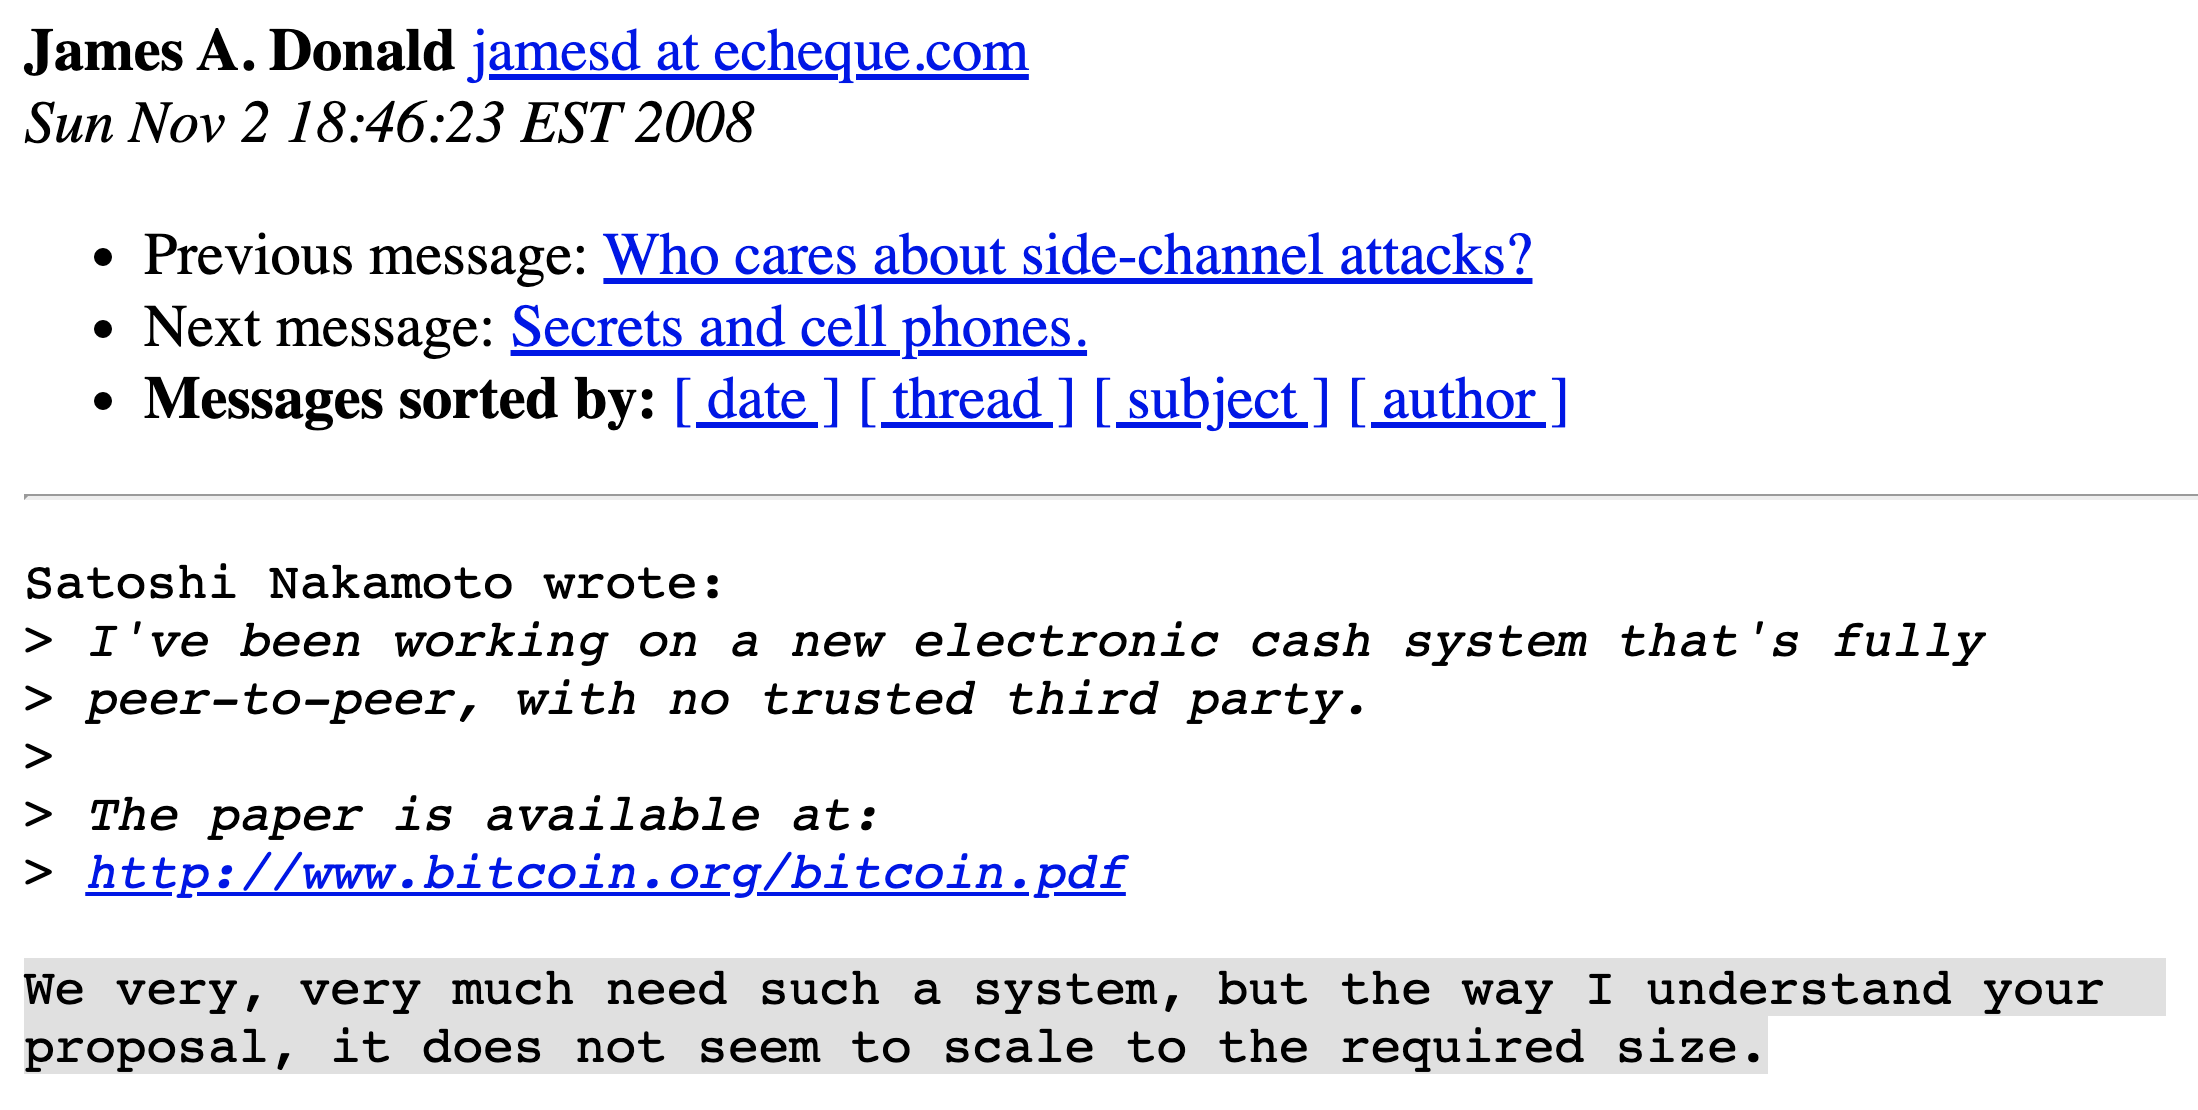 James A. Donald jamesd at echeque.com
Sun Nov 2 18:46:23 EST 2008
• Previous message: Who cares about side-channel attacks?
• Next message: Secrets and cell phones.
• Messages sorted by: [ date ] [ thread ] [ subject ] [ author ]
Satoshi Nakamoto wrote:
> I've been working on a new electronic cash system that's fully
> peer-to-peer, with no trusted third party.
>
> The paper is available at:
> http://www.bitcoin.org/bitcoin.pdf
We very, very much need such a system, but the way I understand your
proposal, it does not seem to scale to the required size.